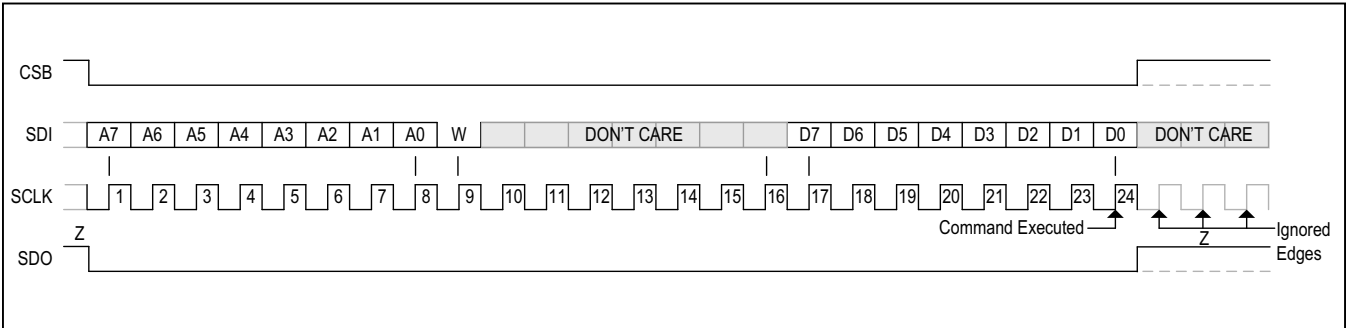 CSB
SDI A7 A6 A5 A4 A3 A2 A1 A0 W DON'T CARE D7 D6 D5 D4 D3 D2 D1 D0 DON'T CARE
SCLK 1 2 3 4 5 6 7 8 9 10 11 12 13 14 15 16 17 18 19 20 21 22 23 24
Command Executed Ignored
Z Z Edges
SDO